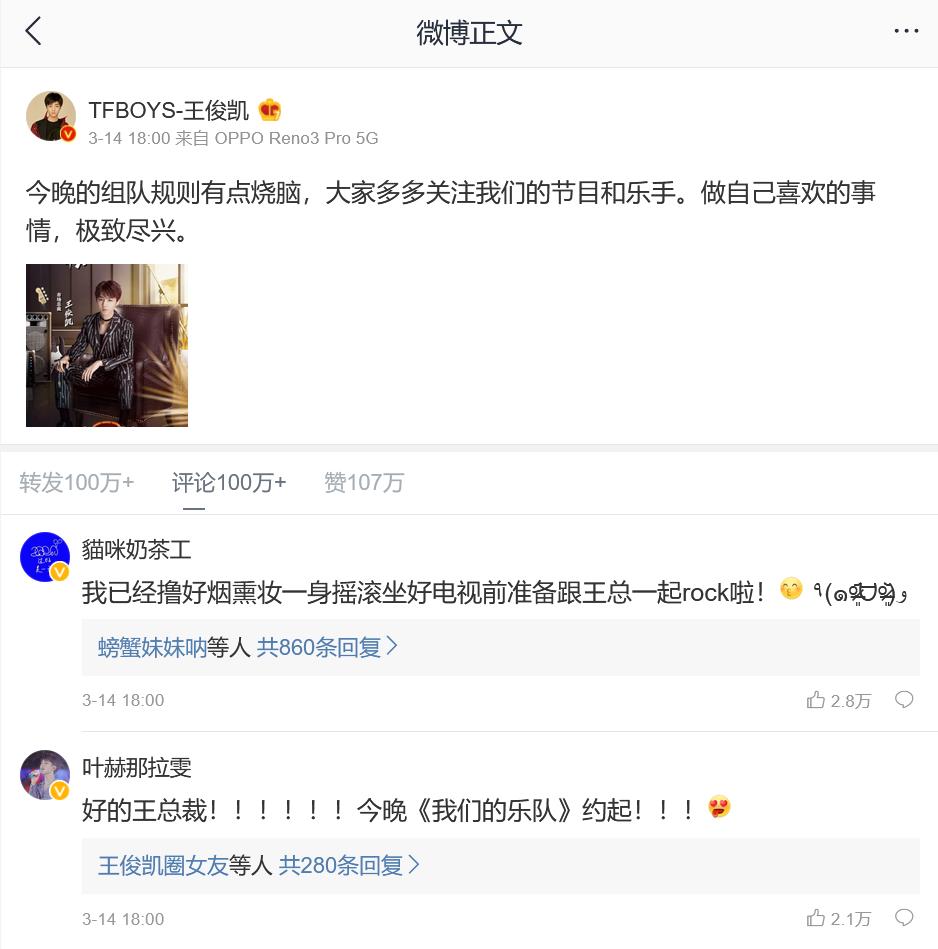 微博正文
TFBOYS-王俊凯
3-14 18:00 来自 OPPO Reno3 Pro 5G
今晚的组队规则有点烧脑，大家多多关注我们的节目和乐手。做自己喜欢的事
情，极致尽兴。
王俊凯
转发100万+ 评论100万+ 赞107万
貓咪奶茶工
我已经撸好烟熏妆一身摇滚坐好电视前准备跟王总一起rock啦！
螃蟹妹妹呐等人 共860条回复
3-14 18:00 2.8万
叶赫那拉雯
好的王总裁！！！！！！今晚《我们的乐队》约起！！！
王俊凯圈女友等人 共280条回复
3-14 18:00 2.1万